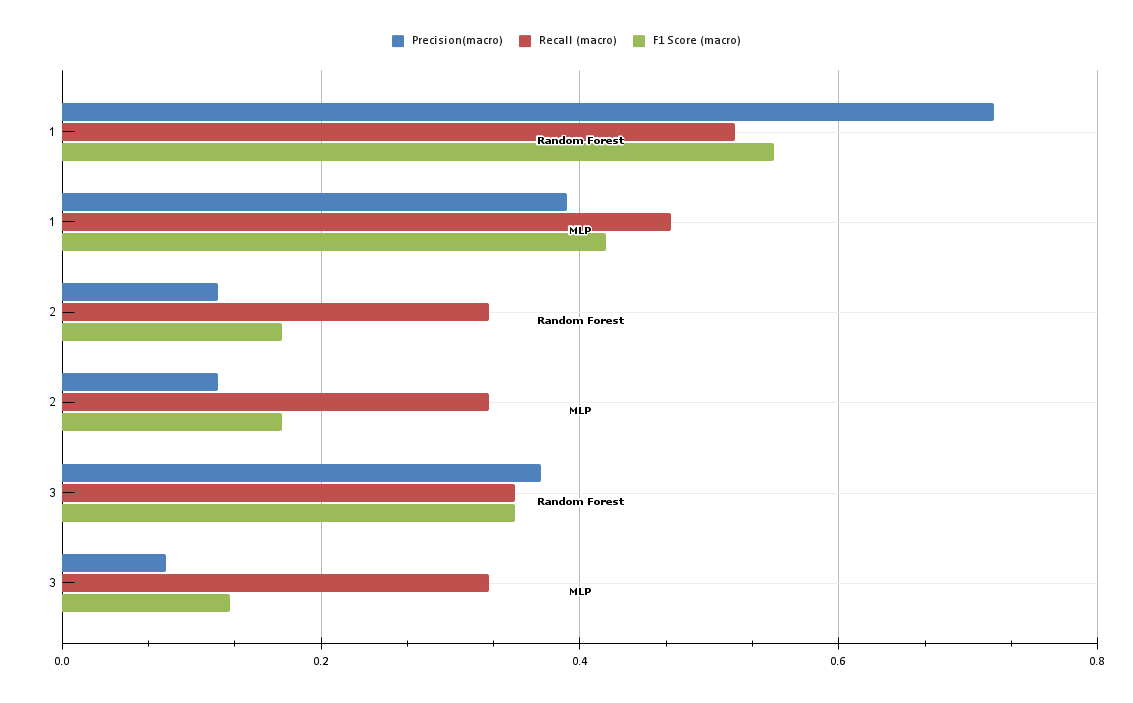 Precision(macro) Recall (macro) F1 Score (macro)
1 Random Forest
1 MLP
2 Random Forest
2 MLP
3 Random Forest
3 MLP
0.0 0.2 0.4 0.6 0.8